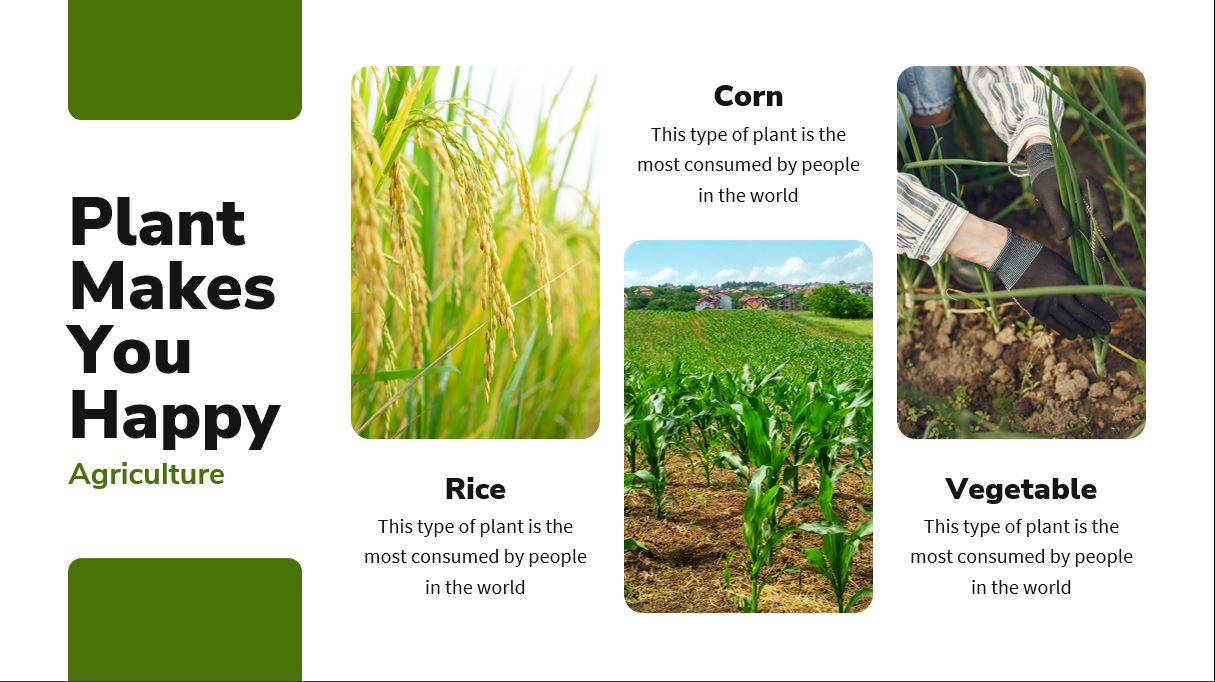 Plant
Makes
You
Happy
Agriculture
Rice
This type of plant is the
most consumed by people
in the world
Corn
This type of plant is the
most consumed by people
in the world
Vegetable
This type of plant is the
most consumed by people
in the world